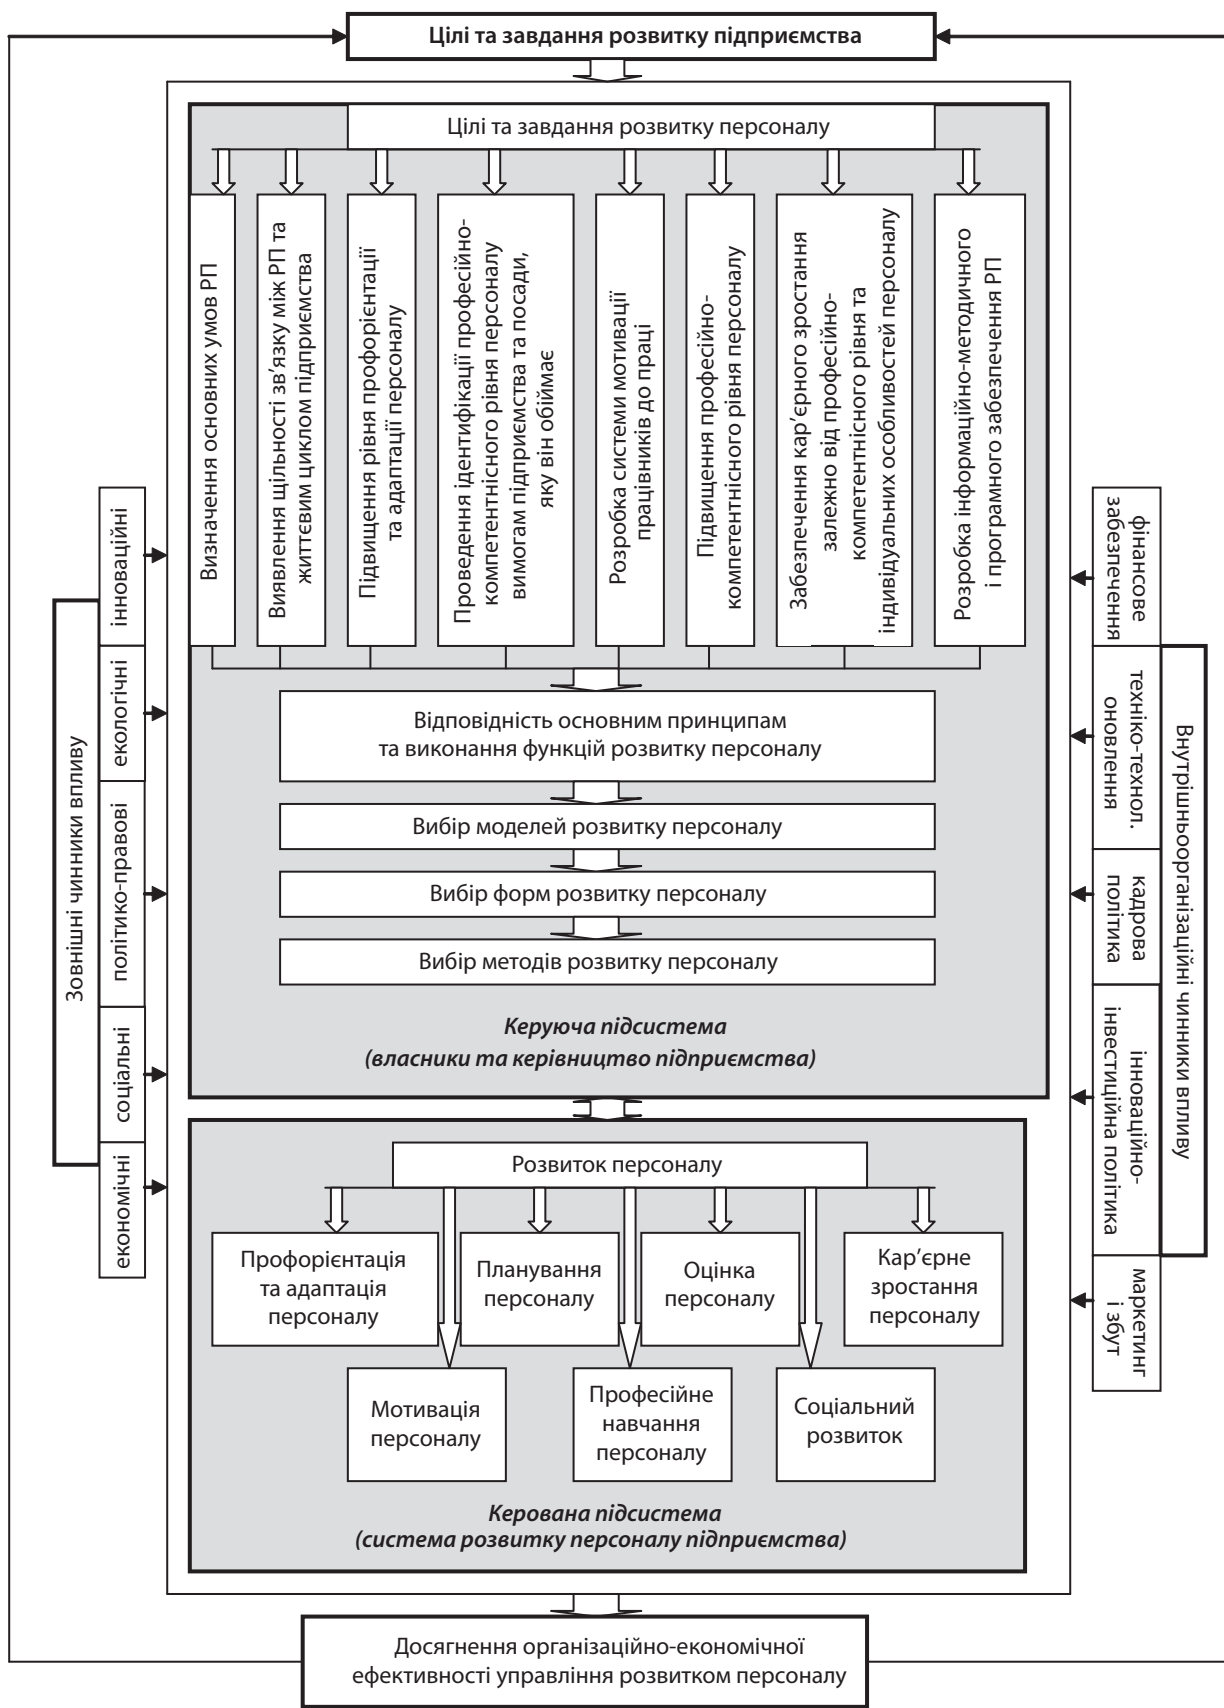 Цілі та завдання розвитку підприємства
Цілі та завдання розвитку персоналу
Визначення основних умов РП
Виявлення щільності зв’язку між РП та
життєвим циклом підприємства
Підвищення рівня профорієнтації
та адаптації персоналу
Проведення ідентифікації професійно-
компетентнісного рівня персоналу
вимогам підприємства та посади,
яку він обіймає
Розробка системи мотивації
працівників до праці
Підвищення професійно-
компетентнісного рівня персоналу
Забезпечення кар’єрного зростання
залежно від професійно-
компетентнісного рівня та
індивідуальних особливостей персоналу
Розробка інформаційно-методичного
і програмного забезпечення РП
Зовнішні чинники впливу
інноваційні
екологічні
політико-правові
соціальні
економічні
фінансове
забезпечення
техніко-технол.
оновлення
кадрова
політика
інноваційно-
інвестиційна політика
маркетинг
і збут
Внутрішньоорганізаційні чинники впливу
Відповідність основним принципам
та виконання функцій розвитку персоналу
Вибір моделей розвитку персоналу
Вибір форм розвитку персоналу
Вибір методів розвитку персоналу
Керуюча підсистема
(власники та керівництво підприємства)
Розвиток персоналу
Профорієнтація
та адаптація
персоналу
Планування
персоналу
Оцінка
персоналу
Кар’єрне
зростання
персоналу
Мотивація
персоналу
Професійне
навчання
персоналу
Соціальний
розвиток
Керована підсистема
(система розвитку персоналу підприємства)
Досягнення організаційно-економічної
ефективності управління розвитком персоналу